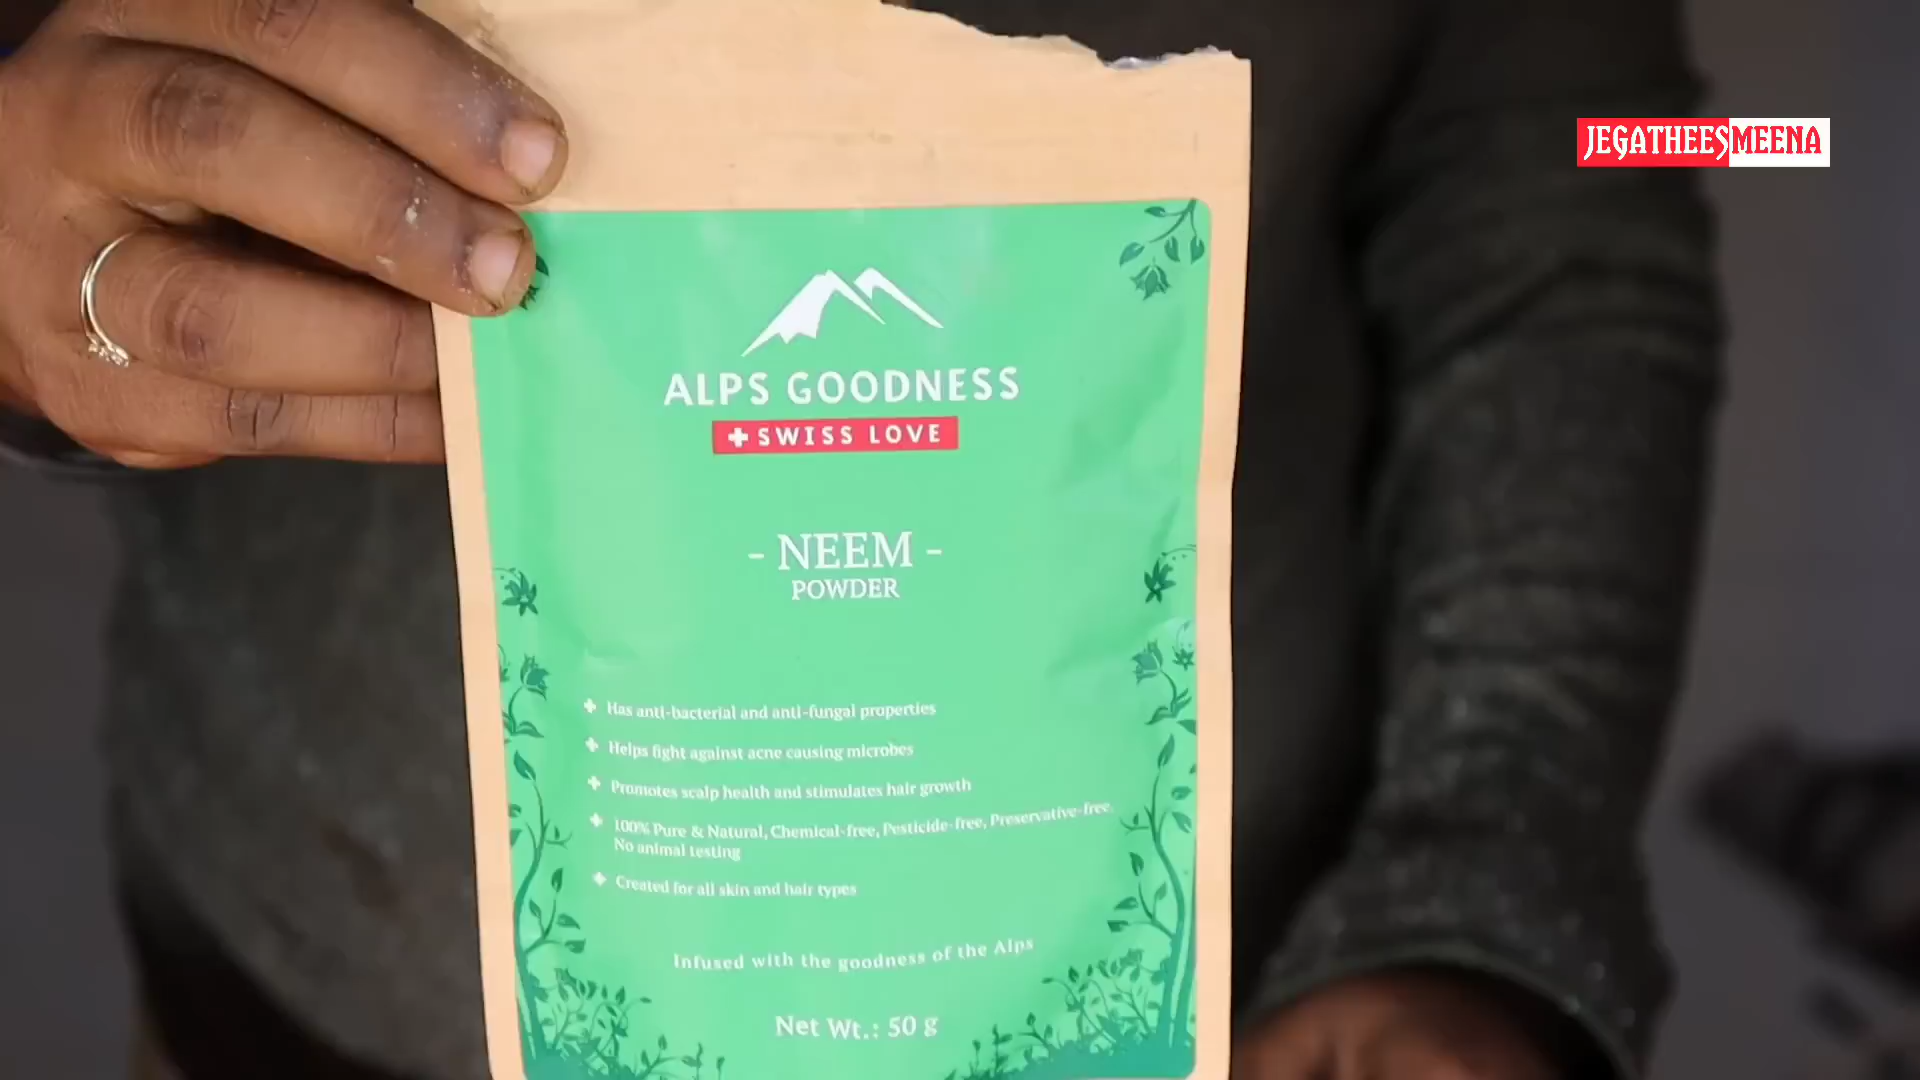 JEGATHEESMEENA
ALPS GOODNESS
SWISS LOVE
- NEEM -
POWDER
Has anti-bacterial and anti-fungal properties
Helps fight against acne causing microbes
Promotes scalp health and stimulates hair growth
100% Pure & Natural, Chemical-free, Pesticide-free, Preservative-free,
No animal testing
Created for all skin and hair types
Infused with the goodness of the Alps
Net Wt.: 50 g